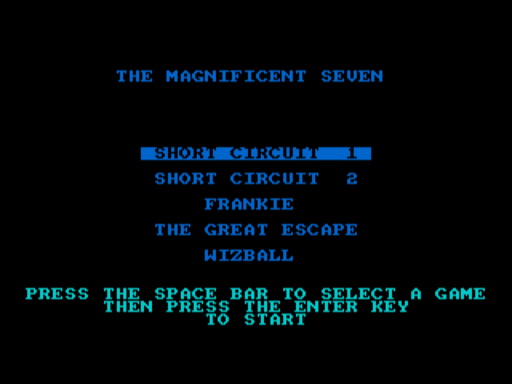 THE MAGNIFICENT SEVEN
SHORT CIRCUIT 1
SHORT CIRCUIT 2
FRANKIE
THE GREAT ESCAPE
WIZBALL
PRESS THE SPACE BAR TO SELECT A GAME
THEN PRESS THE ENTER KEY
TO START